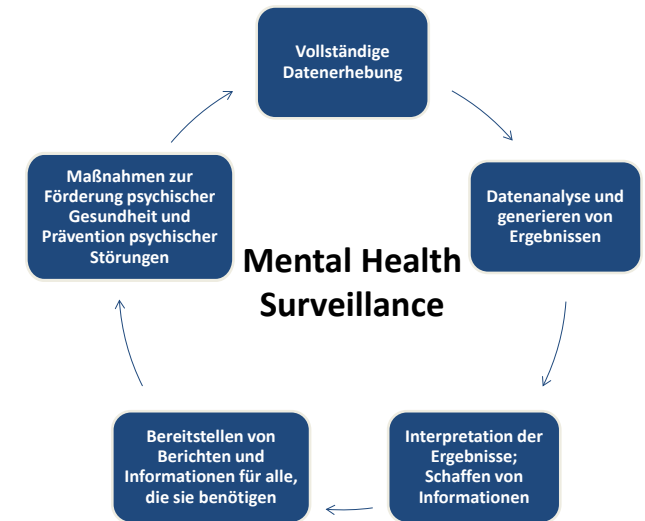 Vollständige
Datenerhebung
Datenanalyse und
generieren von
Ergebnissen
Interpretation der
Ergebnisse;
Schaffen von
Informationen
Bereitstellen von
Berichten und
Informationen für alle,
die sie benötigen
Maßnahmen zur
Förderung psychischer
Gesundheit und
Prävention psychischer
Störungen
Mental Health
Surveillance